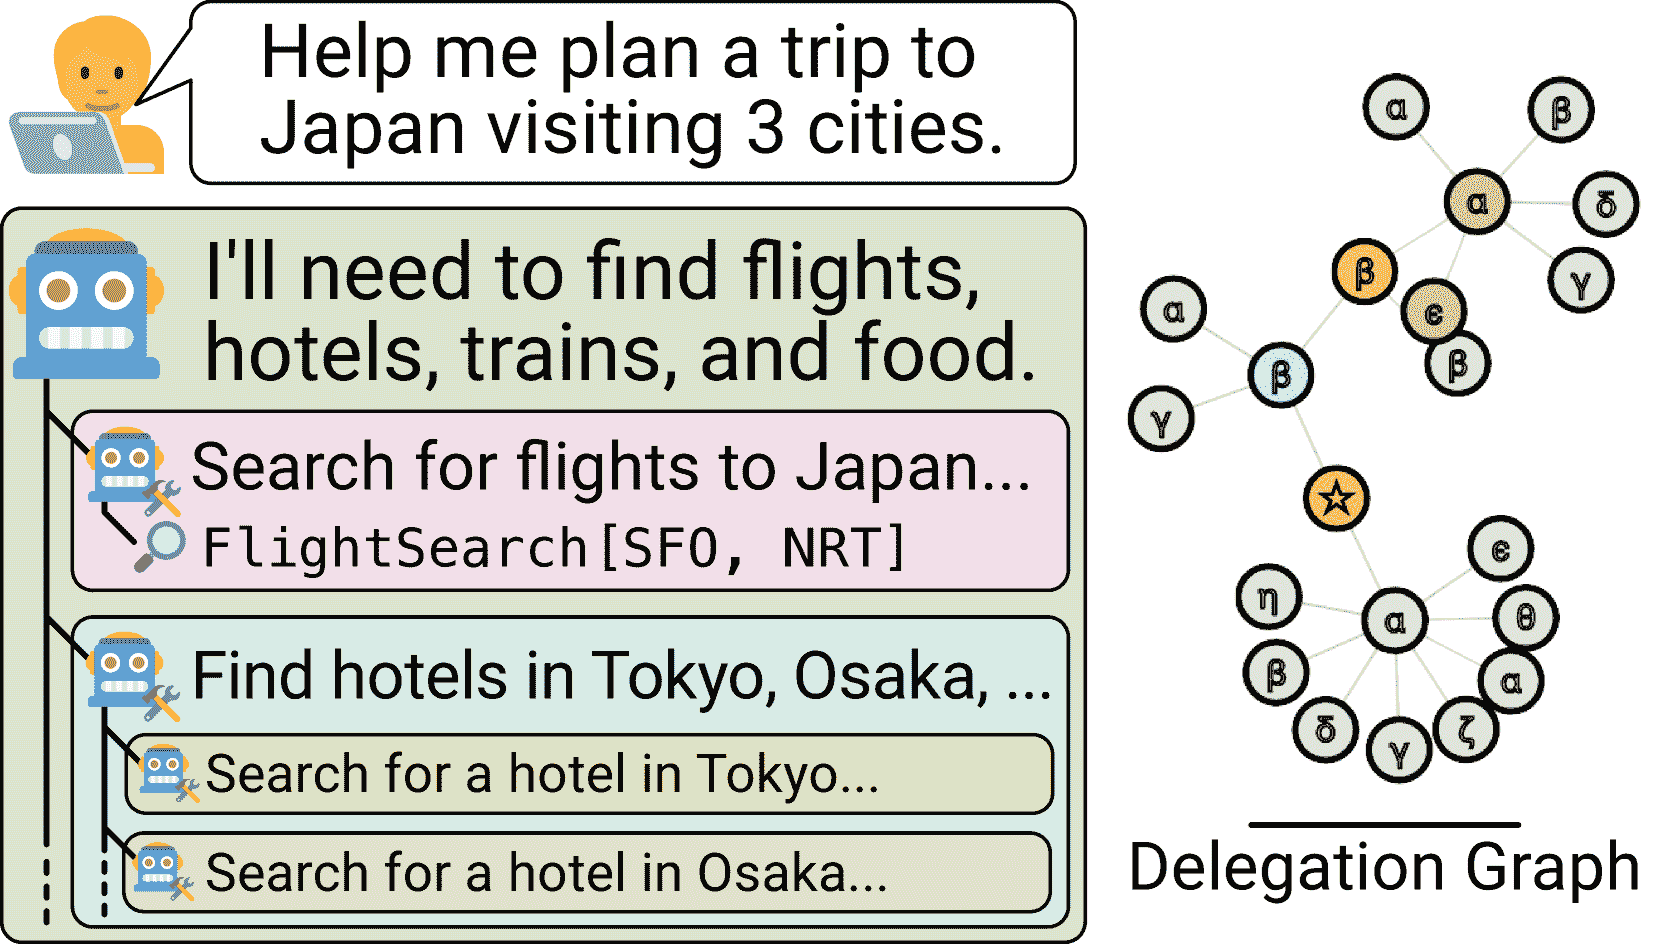 Help me plan a trip to
Japan visiting 3 cities.
I'll need to find flights,
hotels, trains, and food.
Search for flights to Japan...
FlightSearch[SFO, NRT]
Find hotels in Tokyo, Osaka, ...
Search for a hotel in Tokyo...
Search for a hotel in Osaka...
α
β
α
δ
β
γ
α
ϵ
β
β
γ
☆
ϵ
η
α
θ
β
α
δ
ζ
γ
Delegation Graph